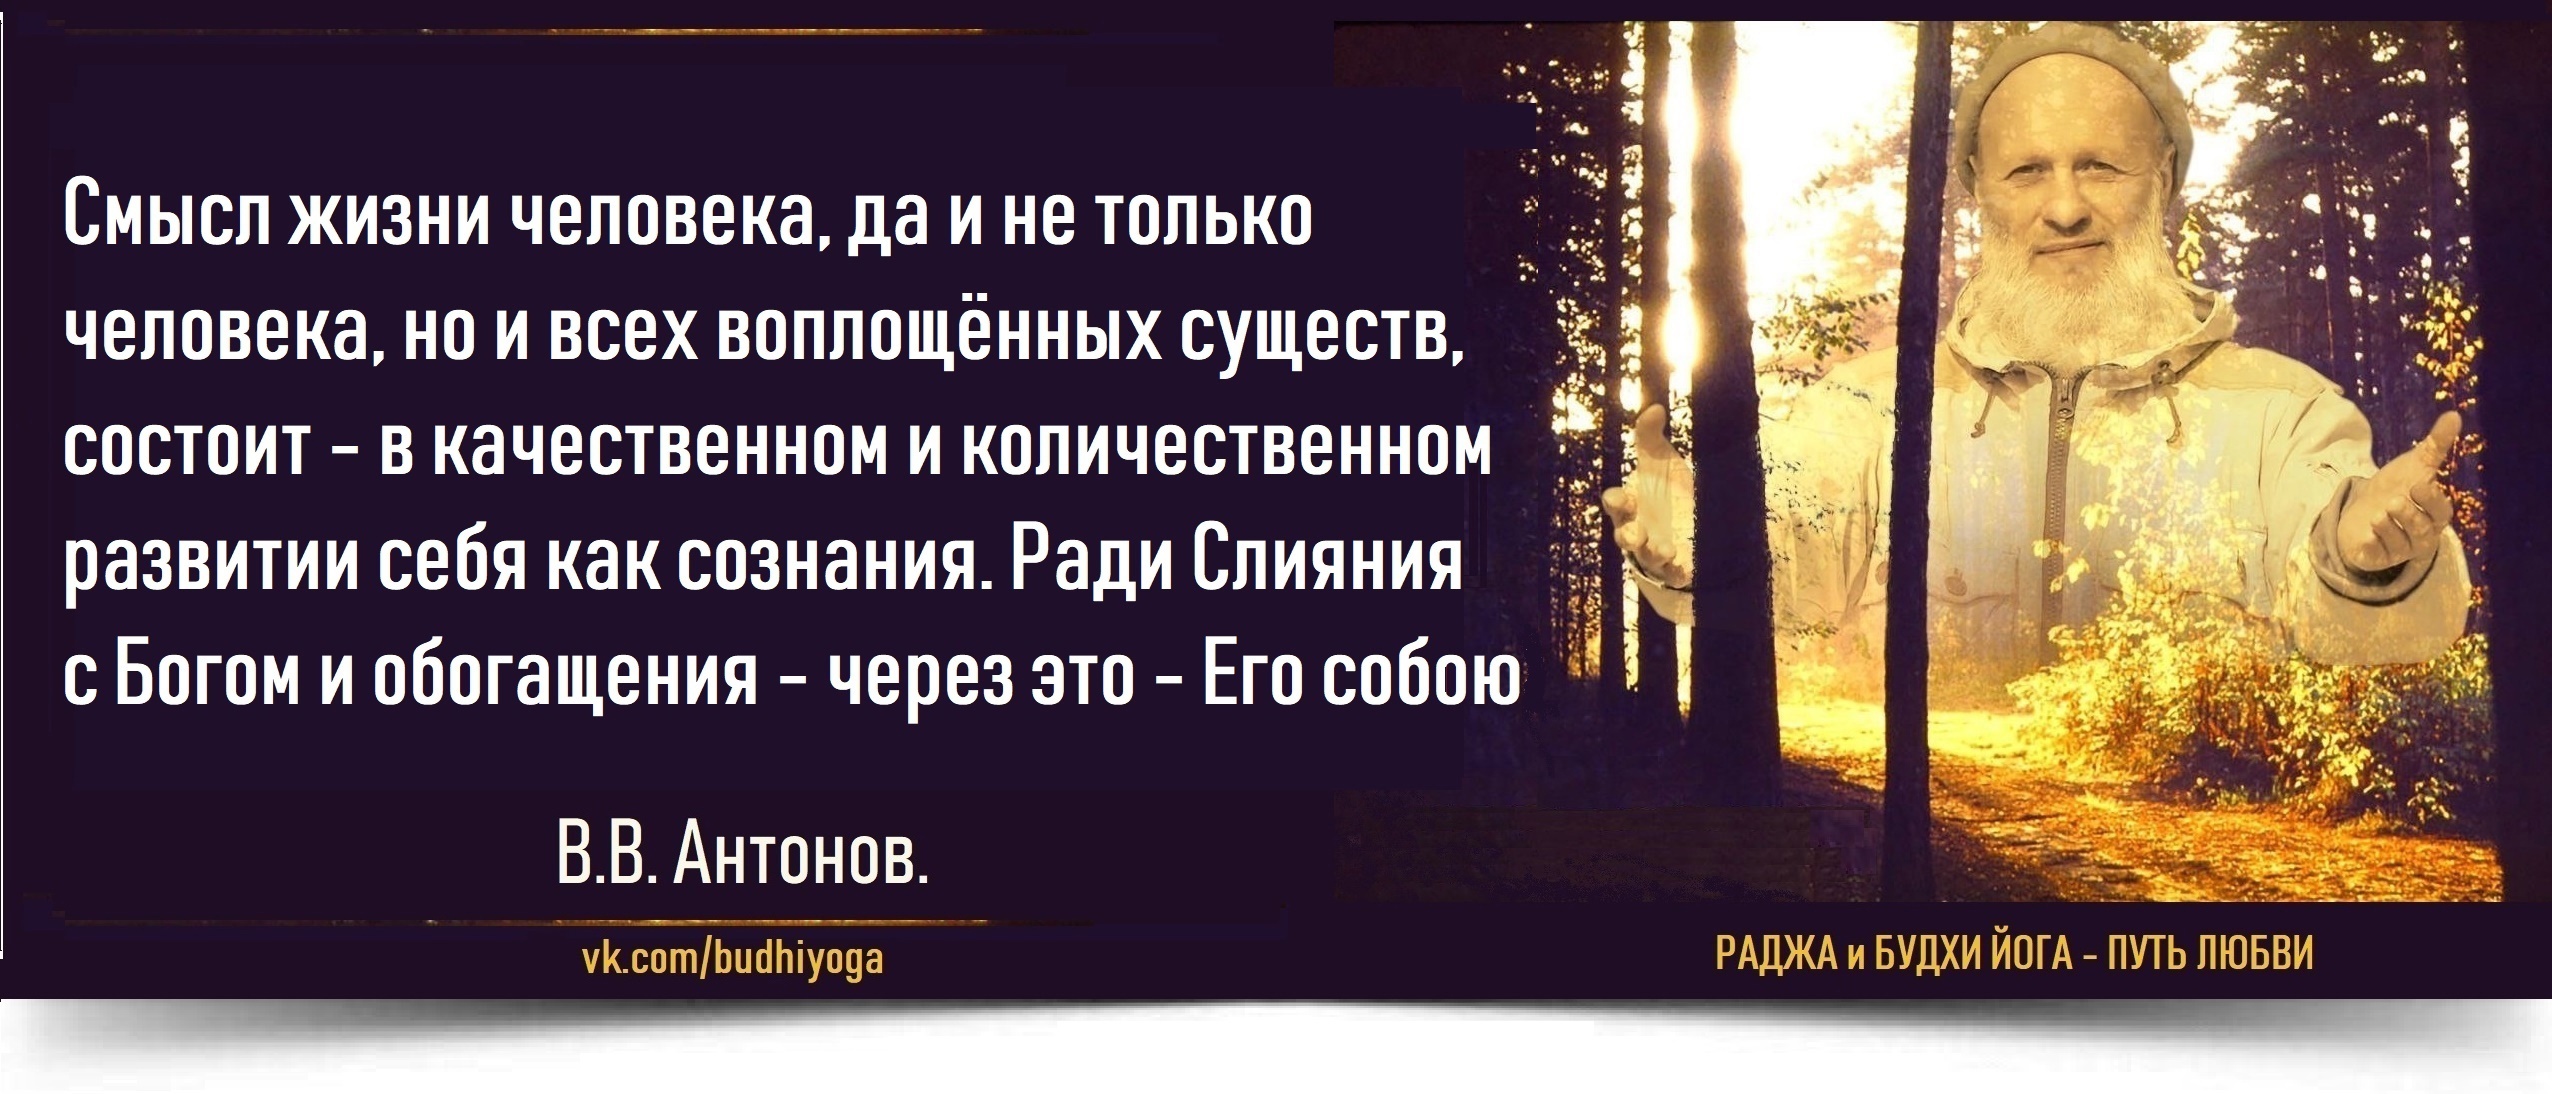 Смысл жизни человека, да и не только
человека, но и всех воплощённых существ,
состоит – в качественном и количественном
развитии себя как сознания. Ради Слияния
с Богом и обогащения – через это – Его собою
В.В. Антонов.
vk.com/budhiyoga
РАДЖА и БУДХИ ЙОГА – ПУТЬ ЛЮБВИ